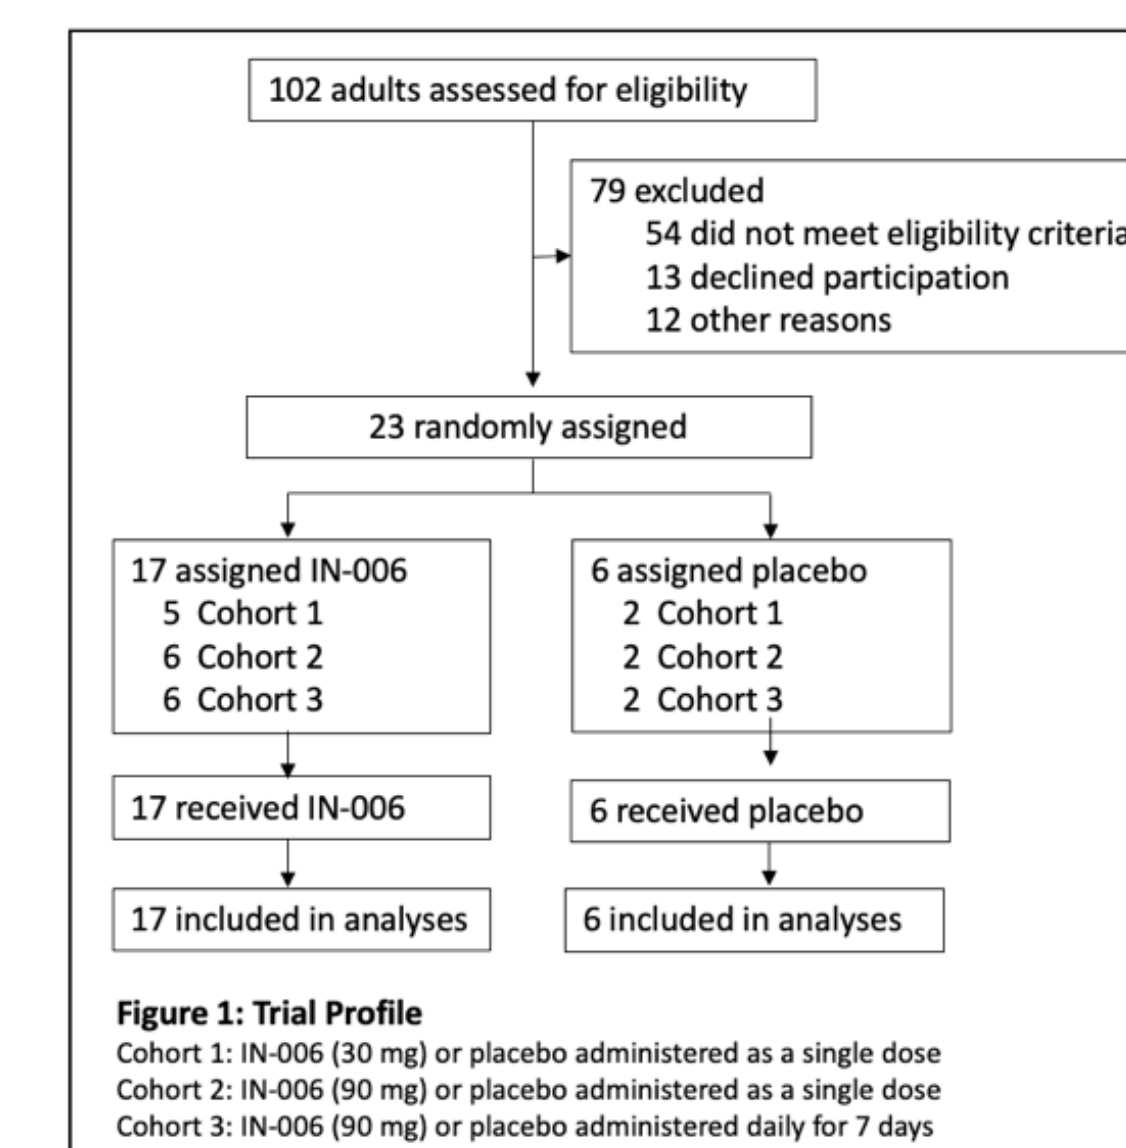 102 adults assessed for eligibility
79 excluded
54 did not meet eligibility criteria
13 declined participation
12 other reasons
23 randomly assigned
17 assigned IN-006
5 Cohort 1
6 Cohort 2
6 Cohort 3
6 assigned placebo
2 Cohort 1
2 Cohort 2
2 Cohort 3
17 received IN-006
6 received placebo
17 included in analyses
6 included in analyses
Figure 1: Trial Profile
Cohort 1: IN-006 (30 mg) or placebo administered as a single dose
Cohort 2: IN-006 (90 mg) or placebo administered as a single dose
Cohort 3: IN-006 (90 mg) or placebo administered daily for 7 days